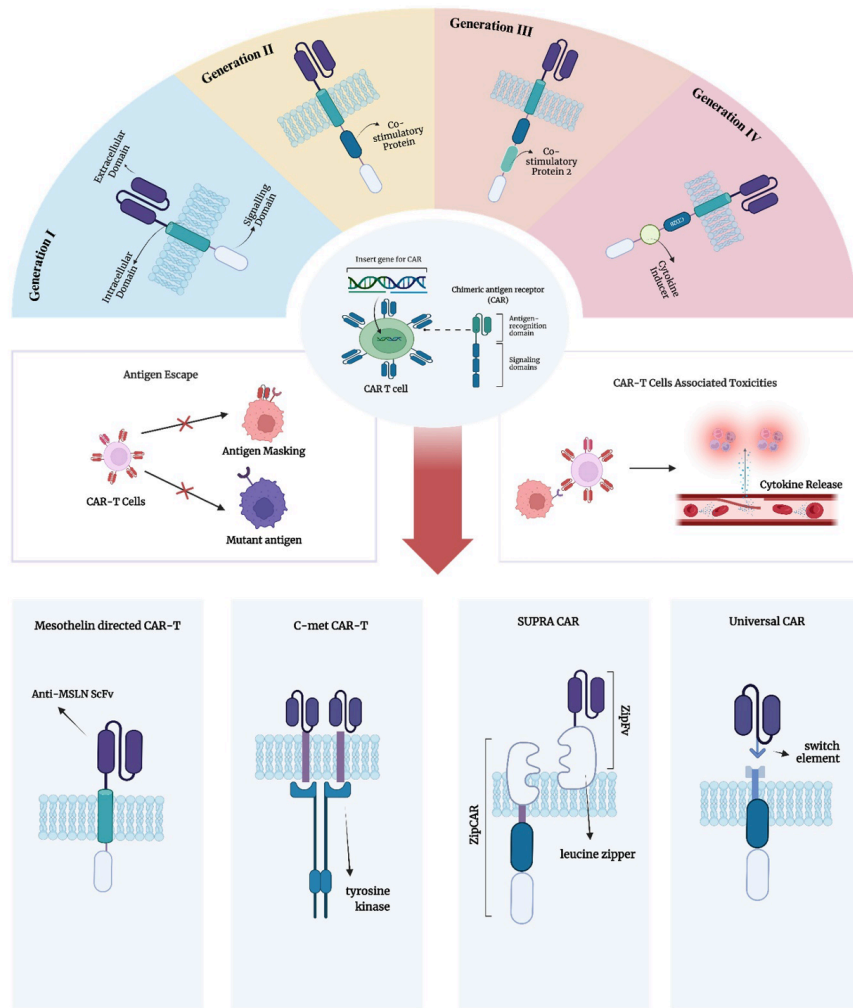 Generation I
Extracellular
Domain
Intracellular
Domain
Signalling
Domain
Generation II
Co-
stimulatory
Protein
Generation III
Co-
stimulatory
Protein 2
Generation IV
CD28
Cytokine
Inducer
Insert gene for CAR
Chimeric antigen receptor
(CAR)
Antigen-
recognition
domain
Signaling
domains
CAR T cell
Antigen Escape
CAR-T Cells
Antigen Masking
Mutant antigen
CAR-T Cells Associated Toxicities
Cytokine Release
Mesothelin directed CAR-T
Anti-MSLN ScFv
C-met CAR-T
tyrosine
kinase
SUPRA CAR
ZipFv
ZipCAR
leucine zipper
Universal CAR
switch
element